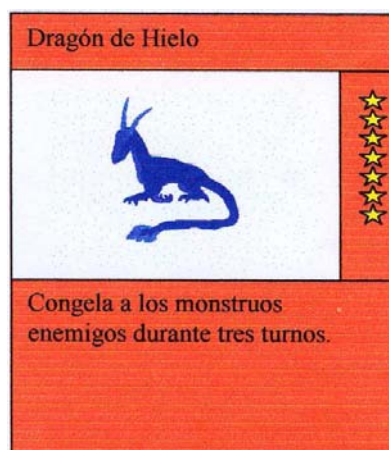 Dragón de Hielo
Congela a los monstruos
enemigos durante tres turnos.